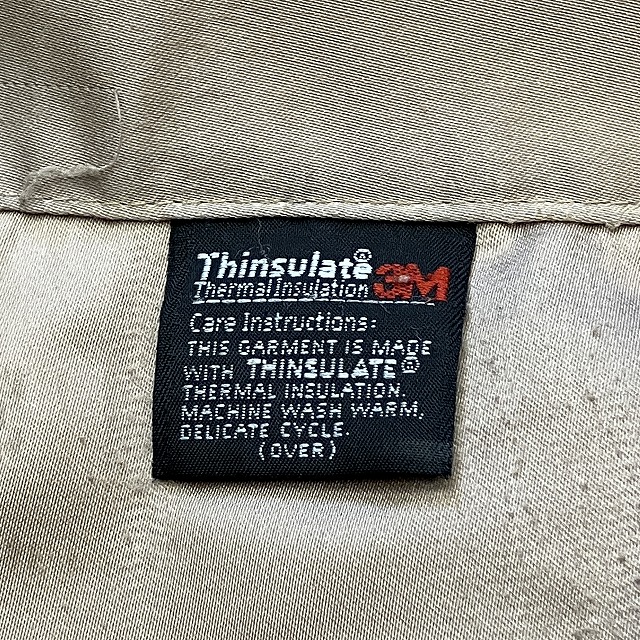 Thinsulate® 3M
Thermal Insulation
Care Instructions:
THIS GARMENT IS MADE
WITH THINSULATE®
THERMAL INSULATION.
MACHINE WASH WARM,
DELICATE CYCLE.
(OVER)